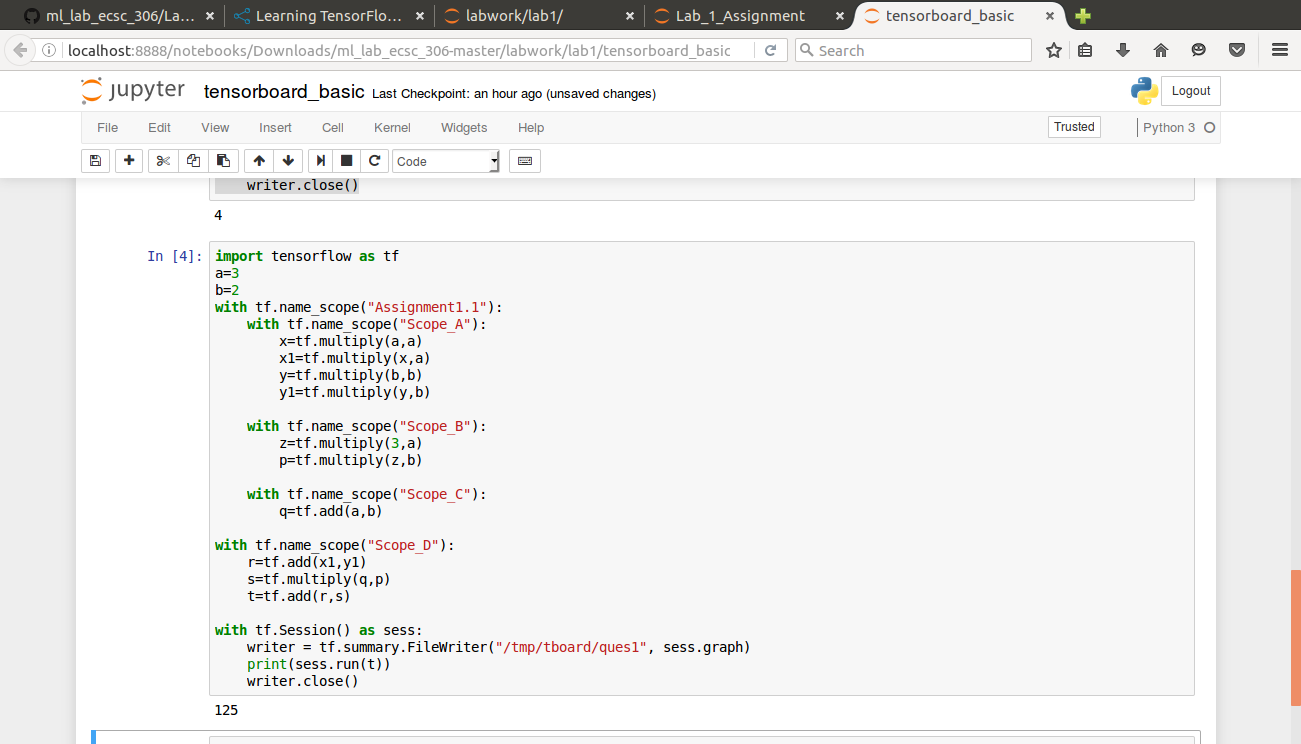 ml_lab_ecsc_306/La... × Learning TensorFlo... × labwork/lab1/ × Lab_1_Assignment × tensorboard_basic ×
localhost:8888/notebooks/Downloads/ml_lab_ecsc_306-master/labwork/lab1/tensorboard_basic Search
jupyter tensorboard_basic Last Checkpoint: an hour ago (unsaved changes) Logout
File Edit View Insert Cell Kernel Widgets Help Trusted Python 3
Code
    writer.close()
4
In [4]: import tensorflow as tf
a=3
b=2
with tf.name_scope("Assignment1.1"):
    with tf.name_scope("Scope_A"):
        x=tf.multiply(a,a)
        x1=tf.multiply(x,a)
        y=tf.multiply(b,b)
        y1=tf.multiply(y,b)
    with tf.name_scope("Scope_B"):
        z=tf.multiply(3,a)
        p=tf.multiply(z,b)
    with tf.name_scope("Scope_C"):
        q=tf.add(a,b)
with tf.name_scope("Scope_D"):
    r=tf.add(x1,y1)
    s=tf.multiply(q,p)
    t=tf.add(r,s)
with tf.Session() as sess:
    writer = tf.summary.FileWriter("/tmp/tboard/ques1", sess.graph)
    print(sess.run(t))
    writer.close()
125